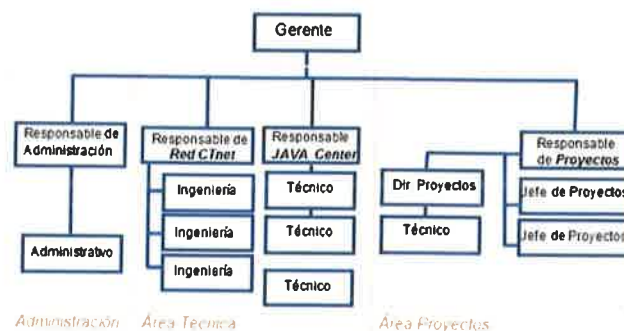 Gerente
Responsable de
Administración
Responsable de
Red CTnet
Responsable
JAVA Center
Responsable
de Proyectos
Ingeniería
Técnico
Dir Proyectos
Jefe de Proyectos
Ingeniería
Técnico
Técnico
Jefe de Proyectos
Administrativo
Ingeniería
Técnico
Administración
Área Técnica
Área Proyectos